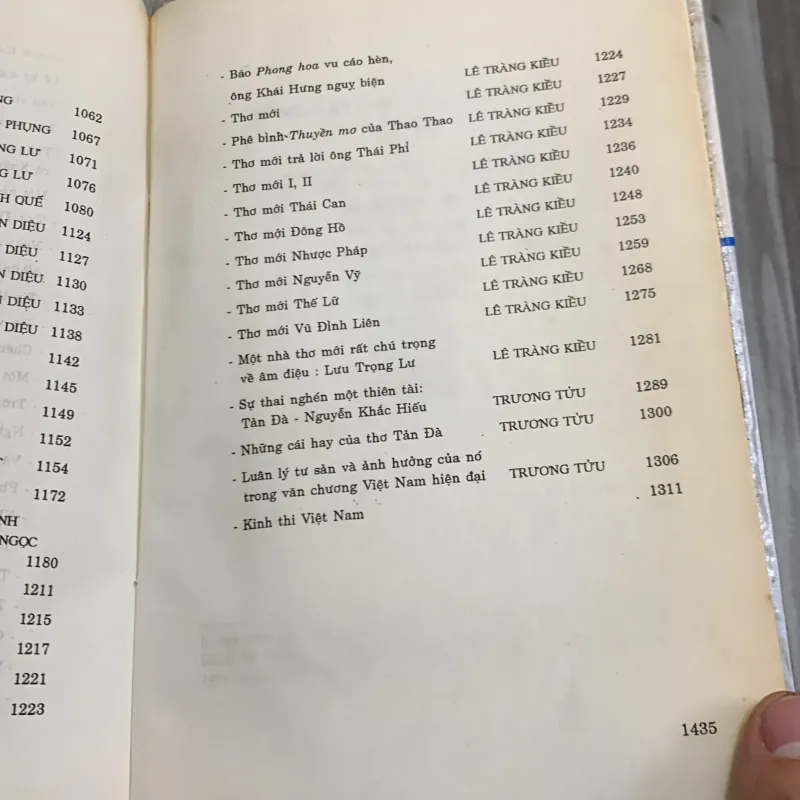 NG 1062
PHỤNG 1067
NG LƯ 1071
G LƯ 1076
H QUẾ 1080
N DIỆU 1124
DIỆU 1127
N DIỆU 1130
DIỆU 1133
DIỆU 1138
1142
1145
1149
1152
1154
1172
NH
NGỌC
1180
1211
1215
1217
1221
1223
- Báo Phong hoa vu cáo hèn,
ông Khái Hưng nguỵ biện LÊ TRÀNG KIỀU 1224
- Thơ mới LÊ TRÀNG KIỀU 1227
- Phê bình Thuyền mơ của Thao Thao LÊ TRÀNG KIỀU 1229
- Thơ mới trả lời ông Thái Phỉ LÊ TRÀNG KIỀU 1234
- Thơ mới I, II LÊ TRÀNG KIỀU 1236
- Thơ mới Thái Can LÊ TRÀNG KIỀU 1240
- Thơ mới Đông Hồ LÊ TRÀNG KIỀU 1248
- Thơ mới Nhược Pháp LÊ TRÀNG KIỀU 1253
- Thơ mới Nguyễn Vỹ LÊ TRÀNG KIỀU 1259
- Thơ mới Thế Lữ LÊ TRÀNG KIỀU 1268
- Thơ mới Vũ Đình Liên LÊ TRÀNG KIỀU 1275
- Một nhà thơ mới rất chú trọng
về âm điệu : Lưu Trọng Lư LÊ TRÀNG KIỀU 1281
- Sự thai nghén một thiên tài:
Tản Đà - Nguyễn Khắc Hiếu TRƯƠNG TỬU 1289
- Những cái hay của thơ Tản Đà TRƯƠNG TỬU 1300
- Luân lý tư sản và ảnh hưởng của nó
trong văn chương Việt Nam hiện đại TRƯƠNG TỬU 1306
- Kinh thi Việt Nam 1311
1435